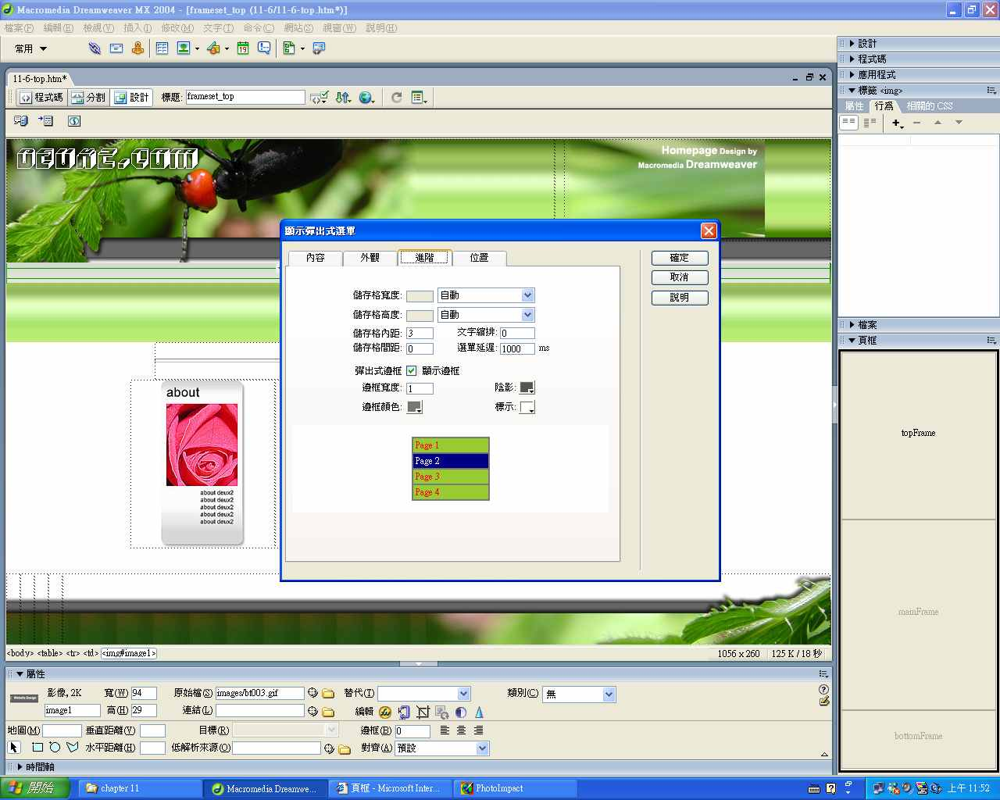 Macromedia Dreamweaver MX 2004 - [frameset_top (11-6/11-6-top.htm*)]
檔案(F) 編輯(E) 檢視(V) 插入(I) 修改(M) 文字(T) 命令(C) 網站(S) 視窗(W) 說明(H)
常用
11-6-top.htm*
程式碼 分割 設計 標題: frameset_top
DEUX2.COM
Homepage Design by
Macromedia Dreamweaver
顯示彈出式選單
內容 外觀 進階 位置
確定
取消
說明
儲存格寬度: 自動
儲存格高度: 自動
儲存格內距: 3 文字縮排: 0
儲存格間距: 0 選單延遲: 1000 ms
彈出式邊框 顯示邊框
邊框寬度: 1 陰影:
邊框顏色: 標示:
Page 1
Page 2
Page 3
Page 4
about
about deux2
about deux2
about deux2
about deux2
about deux2
<body> <table> <tr> <td> <img#image1>
1056 x 260 125 K / 18 秒
屬性
影像, 2K 寬(W) 94 原始檔(S) images/bt003.gif 替代(T) 類別(C) 無
Website Design
image1 高(H) 29 連結(L) 編輯
地圖(M) 垂直距離(V) 目標(R) 邊框(B) 0
水平距離(H) 低解析來源(O) 對齊(A) 預設
時間軸
設計
程式碼
應用程式
標籤 <img>
屬性 行為 相關的 CSS
檔案
頁框
topFrame
mainFrame
bottomFrame
開始 chapter 11 Macromedia Dreamwe... 頁框 - Microsoft Inter... PhotoImpact 上午 11:52